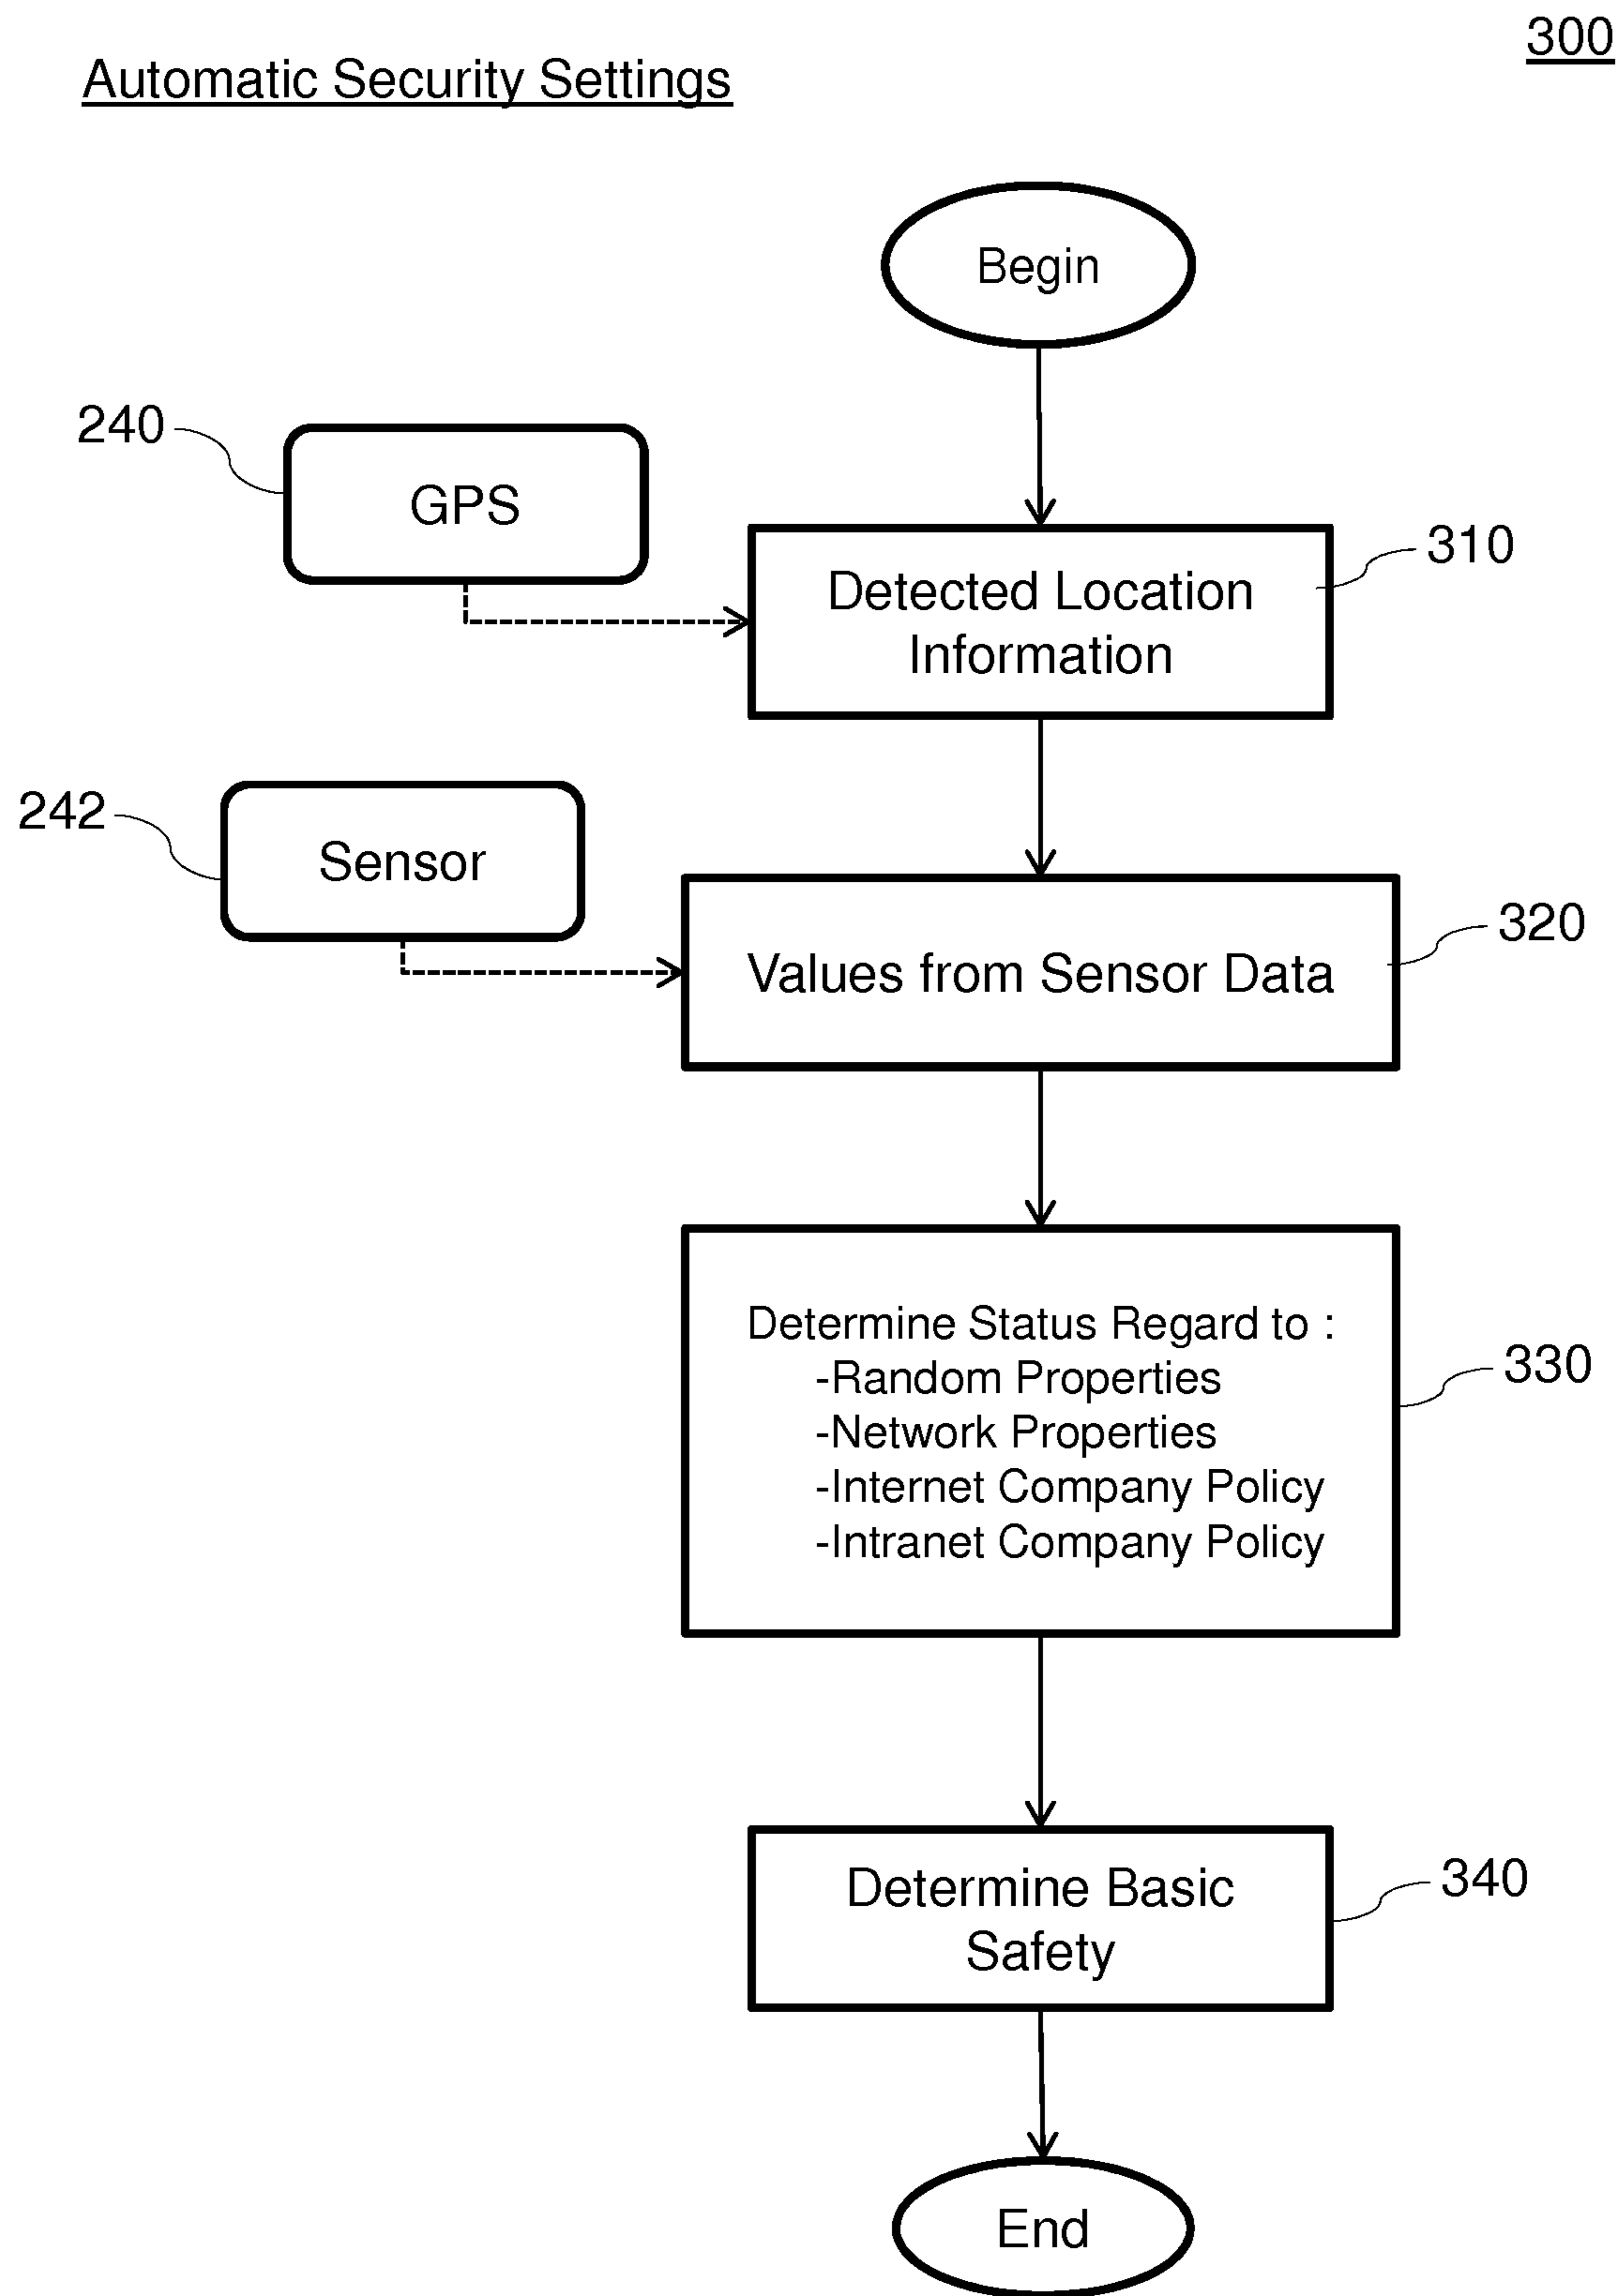 300
Automatic Security Settings
Begin
240
GPS
310
Detected Location
Information
242
Sensor
320
Values from Sensor Data
330
Determine Status Regard to :
-Random Properties
-Network Properties
-Internet Company Policy
-Intranet Company Policy
340
Determine Basic
Safety
End